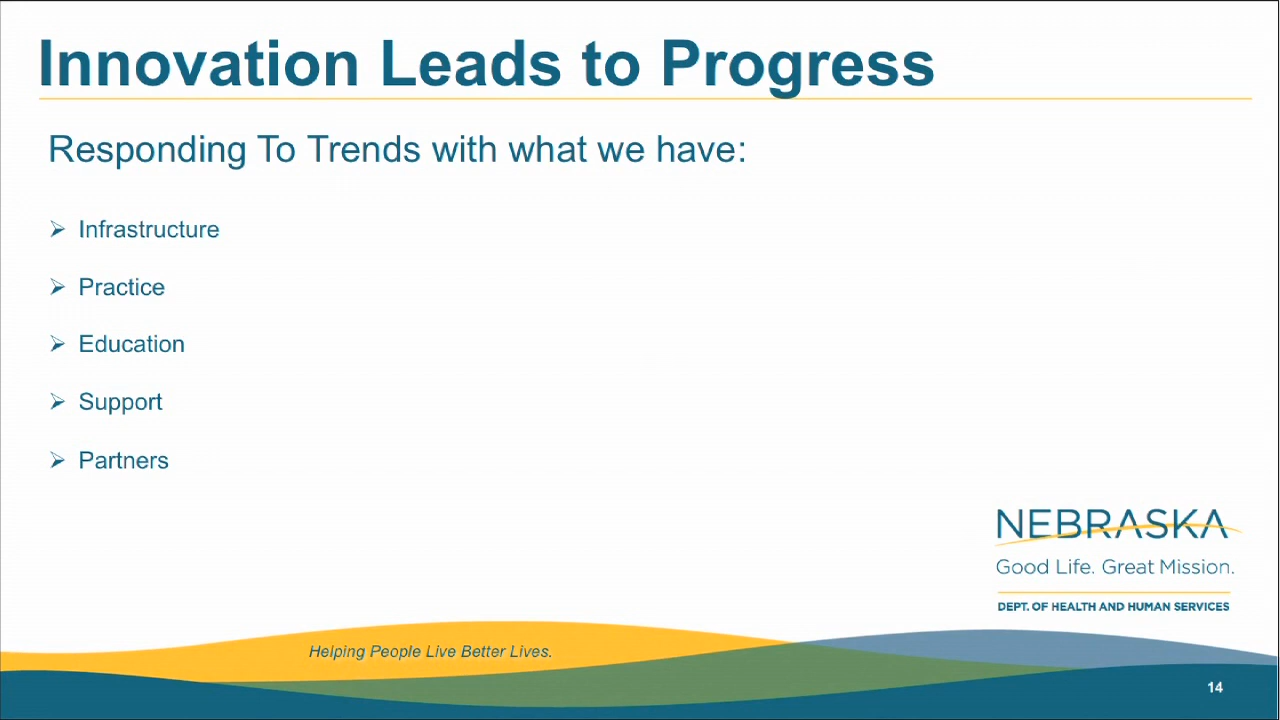 Innovation Leads to Progress
Responding To Trends with what we have:
Infrastructure
Practice
Education
Support
Partners
NEBRASKA
Good Life. Great Mission.
DEPT. OF HEALTH AND HUMAN SERVICES
Helping People Live Better Lives.
14